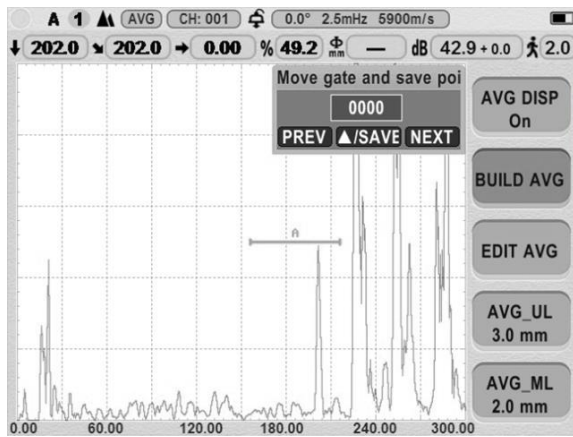 A 1 AVG CH: 001 0.0° 2.5mHz 5900m/s
202.0 202.0 0.00 % 49.2 Φ mm — dB 42.9 + 0.0 2.0
Move gate and save poi
0000
PREV ▲/SAVE NEXT
AVG DISP
On
BUILD AVG
EDIT AVG
AVG_UL
3.0 mm
AVG_ML
2.0 mm
A
0.00 60.00 120.00 180.00 240.00 300.00